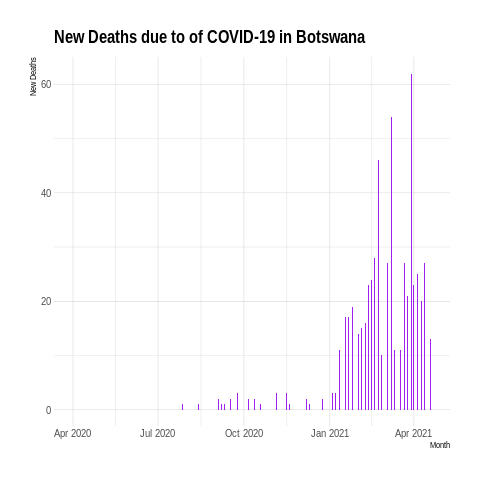 New Deaths due to of COVID-19 in Botswana
New Deaths
60
40
20
0
Apr 2020 Jul 2020 Oct 2020 Jan 2021 Apr 2021
Month